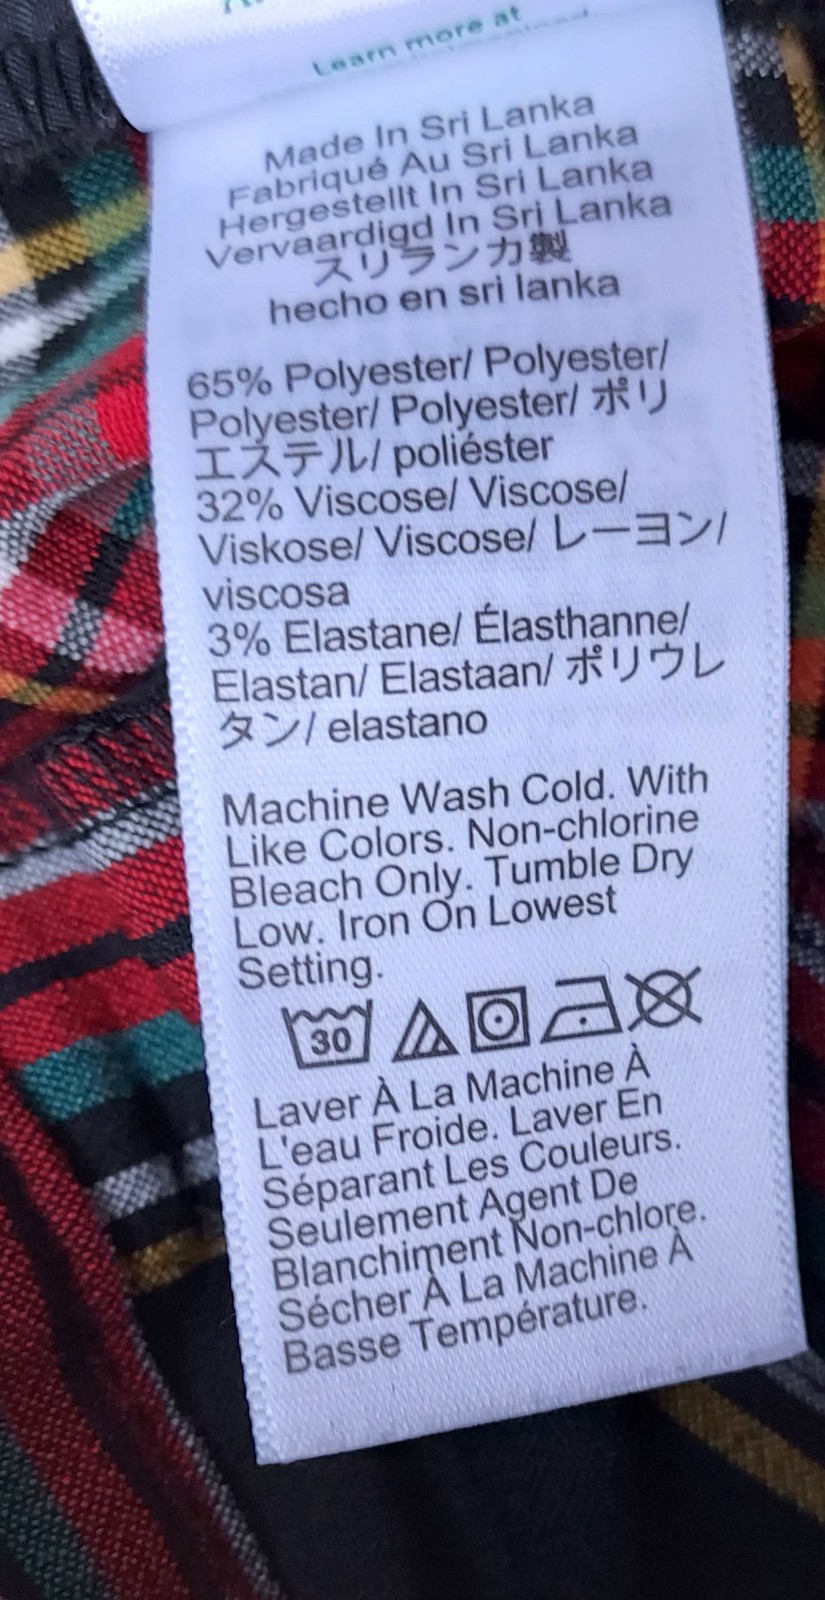 Learn more at
Made In Sri Lanka
Fabriqué Au Sri Lanka
Hergestellt In Sri Lanka
Vervaardigd In Sri Lanka
スリランカ製
hecho en sri lanka
65% Polyester/ Polyester/
Polyester/ Polyester/ ポリ
エステル/ poliéster
32% Viscose/ Viscose/
Viskose/ Viscose/ レーヨン/
viscosa
3% Elastane/ Élasthanne/
Elastan/ Elastaan/ ポリウレ
タン/ elastano
Machine Wash Cold. With
Like Colors. Non-chlorine
Bleach Only. Tumble Dry
Low. Iron On Lowest
Setting.
30
Laver À La Machine À
L'eau Froide. Laver En
Séparant Les Couleurs.
Seulement Agent De
Blanchiment Non-chlore.
Sécher À La Machine À
Basse Température.